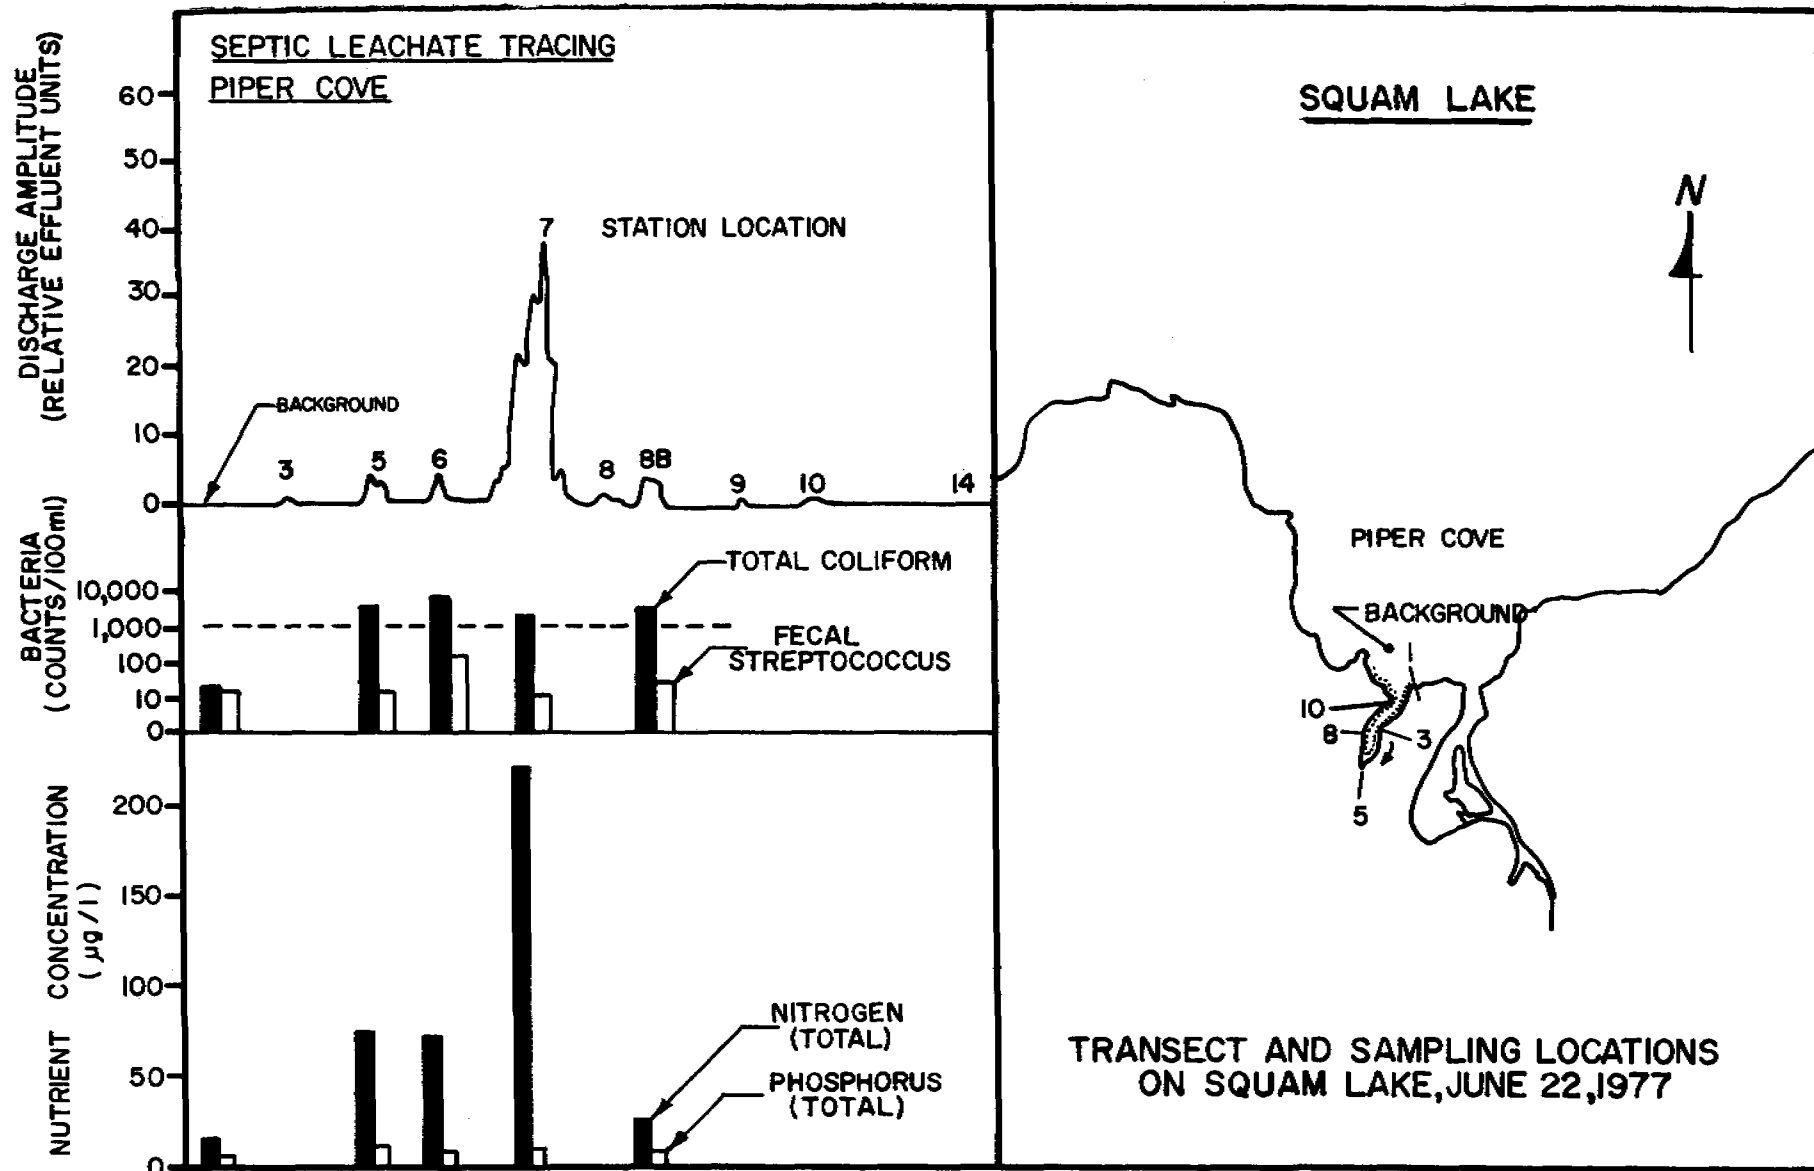 SEPTIC LEACHATE TRACING
PIPER COVE
DISCHARGE AMPLITUDE
(RELATIVE EFFLUENT UNITS)
60
50
40
30
20
10
0
7
STATION LOCATION
BACKGROUND
3
5
6
8
8B
9
10
14
BACTERIA
(COUNTS/100ml)
10,000
1,000
100
10
0
TOTAL COLIFORM
FECAL
STREPTOCOCCUS
NUTRIENT CONCENTRATION
(µg/l)
200
150
100
50
0
NITROGEN
(TOTAL)
PHOSPHORUS
(TOTAL)
SQUAM LAKE
N
PIPER COVE
BACKGROUND
10
8
3
5
TRANSECT AND SAMPLING LOCATIONS
ON SQUAM LAKE, JUNE 22, 1977